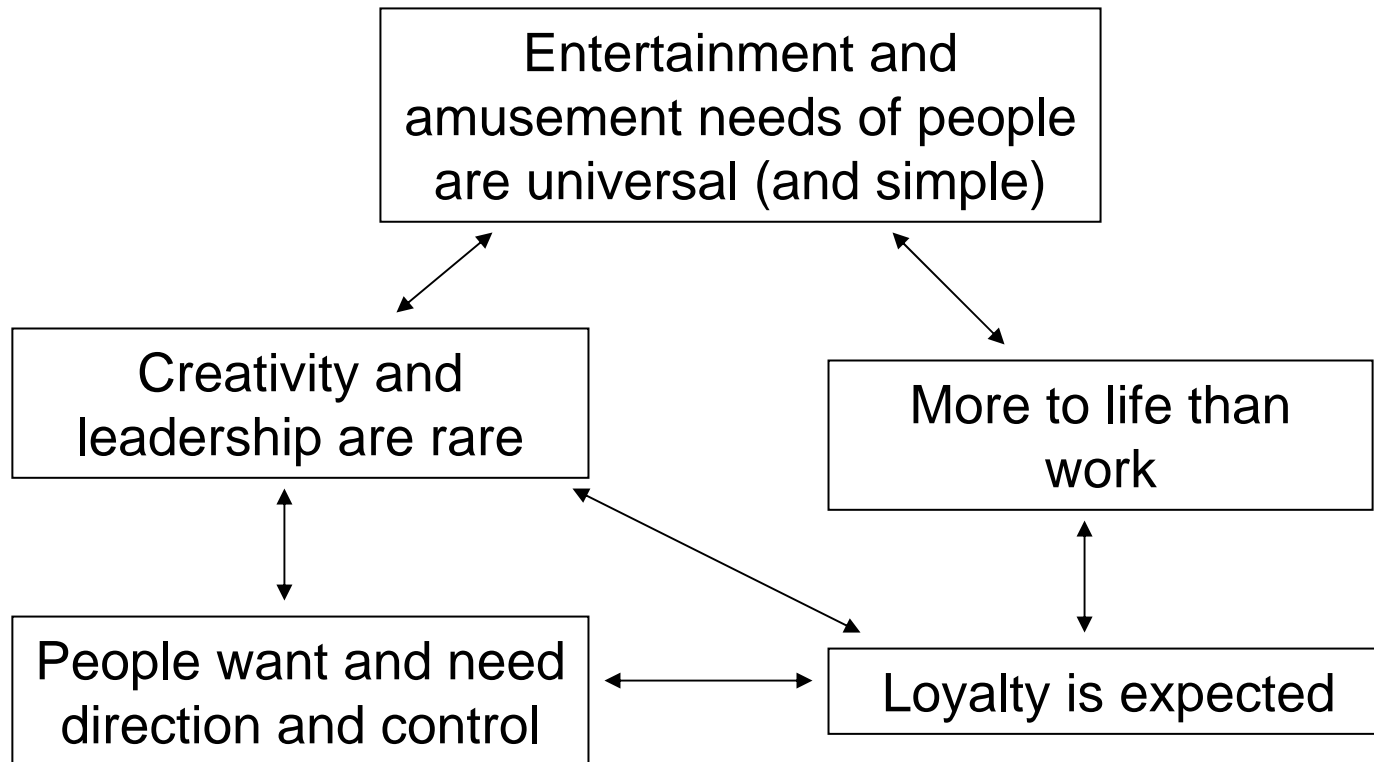 Entertainment and
amusement needs of people
are universal (and simple)
Creativity and
leadership are rare
More to life than
work
People want and need
direction and control
Loyalty is expected